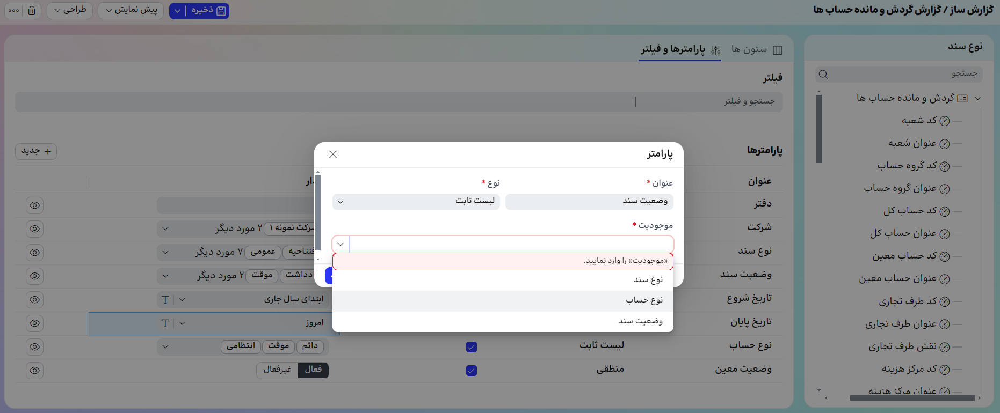 گزارش ساز / گزارش گردش و مانده حساب ها
ذخیره
پیش نمایش
طراحی
نوع سند
جستجو
گردش و مانده حساب ها
کد شعبه
عنوان شعبه
کد گروه حساب
عنوان گروه حساب
کد حساب کل
عنوان حساب کل
کد حساب معین
عنوان حساب معین
کد طرف تجاری
عنوان طرف تجاری
نقش طرف تجاری
کد مرکز هزینه
عنوان مرکز هزینه
ستون ها
پارامترها و فیلتر
فیلتر
جستجو و فیلتر
پارامترها
جدید
عنوان
دفتر
شرکت
شرکت نمونه ۱ ۲ مورد دیگر
نوع سند
افتتاحیه عمومی ۷ مورد دیگر
وضعیت سند
یادداشت موقت ۲ مورد دیگر
تاریخ شروع
ابتدای سال جاری
تاریخ پایان
امروز
نوع حساب لیست ثابت
دائم موقت انتظامی
وضعیت معین منظقی
فعال غیرفعال
پارامتر
عنوان *
نوع *
وضعیت سند
لیست ثابت
موجودیت *
«موجودیت» را وارد نمایید.
نوع سند
نوع حساب
وضعیت سند